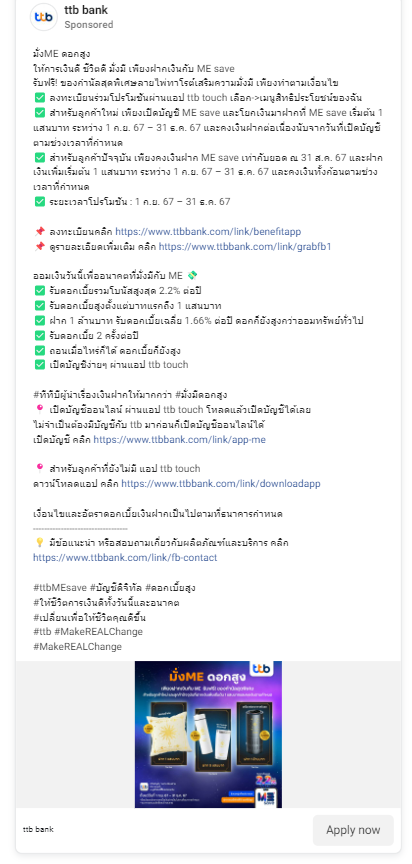 ttb
ttb bank
Sponsored
มั่งME ดอกสูง
ให้การเงินดี ชีวิตดี มั่งมี เพียงฝากเงินกับ ME save
รับฟรี! ของกำนัลสุดพิเศษลายไพ่ทาโรต์เสริมความมั่งมี เพียงทำตามเงื่อนไข
✅ ลงทะเบียนร่วมโปรโมชันผ่านแอป ttb touch เลือก->เมนูสิทธิประโยชน์ของฉัน
✅ สำหรับลูกค้าใหม่ เพียงเปิดบัญชี ME save และโยกเงินมาฝากที่ ME save เริ่มต้น 1
แสนบาท ระหว่าง 1 ก.ย. 67 – 31 ธ.ค. 67 และคงเงินฝากต่อเนื่องนับจากวันที่เปิดบัญชี
ตามช่วงเวลาที่กำหนด
✅ สำหรับลูกค้าปัจจุบัน เพียงคงเงินฝาก ME save เท่ากับยอด ณ 31 ส.ค. 67 และฝาก
เงินเพิ่มเริ่มต้น 1 แสนบาท ระหว่าง 1 ก.ย. 67 – 31 ธ.ค. 67 และคงเงินทั้งก้อนตามช่วง
เวลาที่กำหนด
✅ ระยะเวลาโปรโมชัน : 1 ก.ย. 67 – 31 ธ.ค. 67
📌 ลงทะเบียนคลิก https://www.ttbbank.com/link/benefitapp
📌 ดูรายละเอียดเพิ่มเติม คลิก https://www.ttbbank.com/link/grabfb1
ออมเงินวันนี้เพื่ออนาคตที่มั่งมีกับ ME 💸
✅ รับดอกเบี้ยรวมโบนัสสูงสุด 2.2% ต่อปี
✅ รับดอกเบี้ยสูงตั้งแต่บาทแรกถึง 1 แสนบาท
✅ ฝาก 1 ล้านบาท รับดอกเบี้ยเฉลี่ย 1.66% ต่อปี ดอกก็ยังสูงกว่าออมทรัพย์ทั่วไป
✅ รับดอกเบี้ย 2 ครั้งต่อปี
✅ ถอนเมื่อไหร่ก็ได้ ดอกเบี้ยก็ยังสูง
✅ เปิดบัญชีง่ายๆ ผ่านแอป ttb touch
#ทีทีบีผู้นำเรื่องเงินฝากให้มากกว่า #มั่งมีดอกสูง
📍 เปิดบัญชีออนไลน์ ผ่านแอป ttb touch โหลดแล้วเปิดบัญชีได้เลย
ไม่จำเป็นต้องมีบัญชีกับ ttb มาก่อนก็เปิดบัญชีออนไลน์ได้
เปิดบัญชี คลิก https://www.ttbbank.com/link/app-me
📍 สำหรับลูกค้าที่ยังไม่มี แอป ttb touch
ดาวน์โหลดแอป คลิก https://www.ttbbank.com/link/downloadapp
เงื่อนไขและอัตราดอกเบี้ยเงินฝากเป็นไปตามที่ธนาคารกำหนด
--------------------------------
💡 มีข้อแนะนำ หรือสอบถามเกี่ยวกับผลิตภัณฑ์และบริการ คลิก
https://www.ttbbank.com/link/fb-contact
#ttbMEsave #บัญชีดิจิทัล #ดอกเบี้ยสูง
#ให้ชีวิตการเงินดีทั้งวันนี้และอนาคต
#เปลี่ยนเพื่อให้ชีวิตคุณดีขึ้น
#ttb #MakeREALChange
#MakeREALChange
ttb
มั่งME ดอกสูง
ME
ttb bank
Apply now